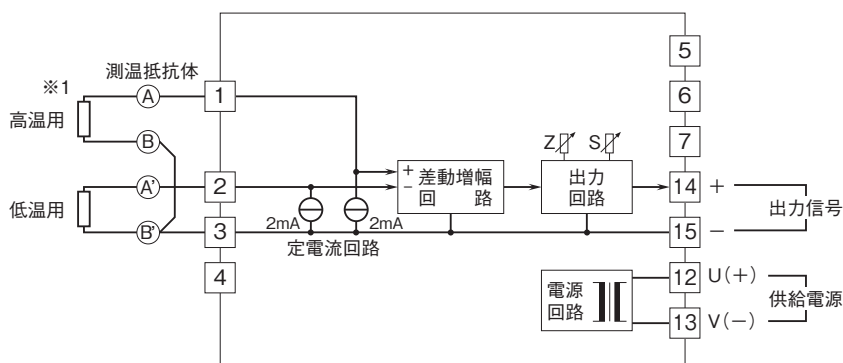 ※1
測温抵抗体
高温用
A
B
低温用
A'
B'
1
2
3
4
2mA
2mA
定電流回路
+
−
差動増幅
回　路
Z
S
出力
回路
電源
回路
5
6
7
14
+
15
−
出力信号
12
U(+)
13
V(−)
供給電源